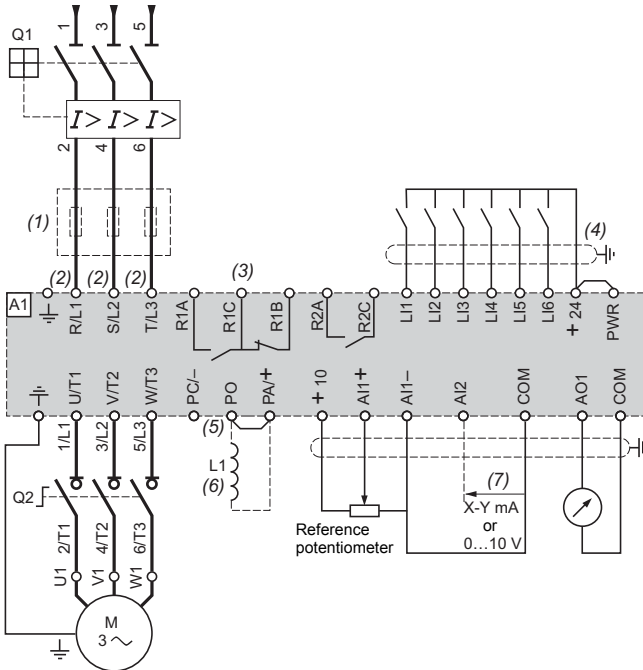 1 3 5
Q1
I> I> I>
2 4 6
(1)
(2) (2) (2) (3) (4)
A1
R/L1 S/L2 T/L3 R1A R1C R1B R2A R2C LI1 LI2 LI3 LI4 LI5 LI6 +24 PWR
U/T1 V/T2 W/T3 PC/– PO PA/+ +10 AI1+ AI1– AI2 COM AO1 COM
(5)
1/L1 3/L2 5/L3
L1
(6)
(7)
Q2
X-Y mA
or
0...10 V
Reference
potentiometer
2/T1 4/T2 6/T3
U1 V1 W1
M
3 ~